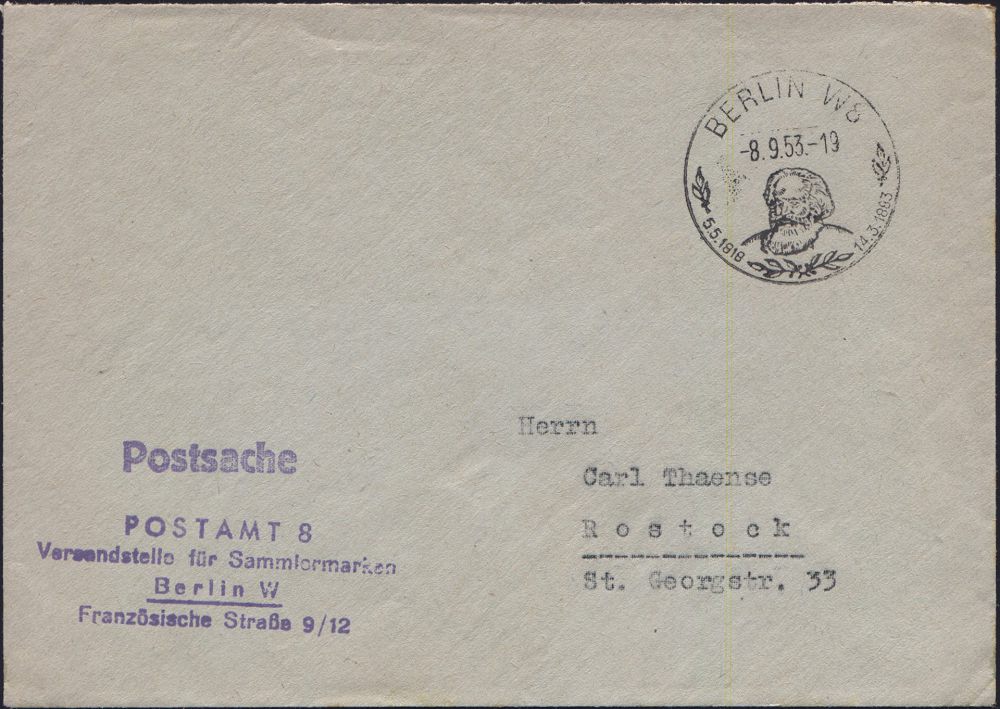 BERLIN W8
-8.9.53.-19
5.5.1818
14.3.1883
Herrn
Carl Thaense
Rostock
St. Georgstr. 33
Postsache
POSTAMT 8
Versandstelle für Sammlermarken
Berlin W
Französische Straße 9/12